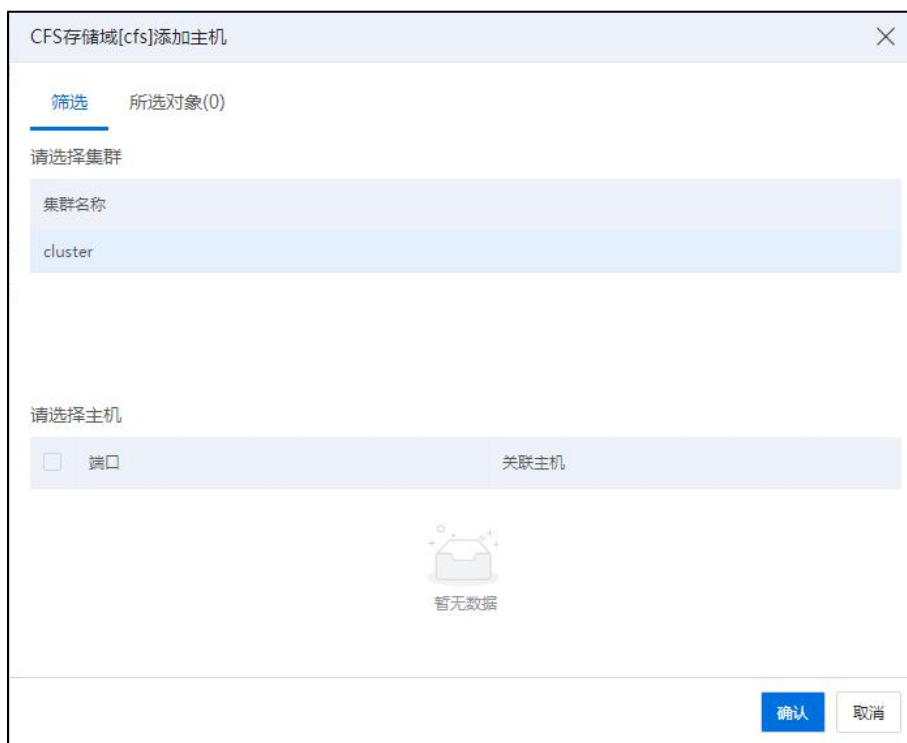 CFS存储域[cfs]添加主机
筛选 所选对象(0)
请选择集群
集群名称
cluster
请选择主机
端口 关联主机
暂无数据
确认 取消